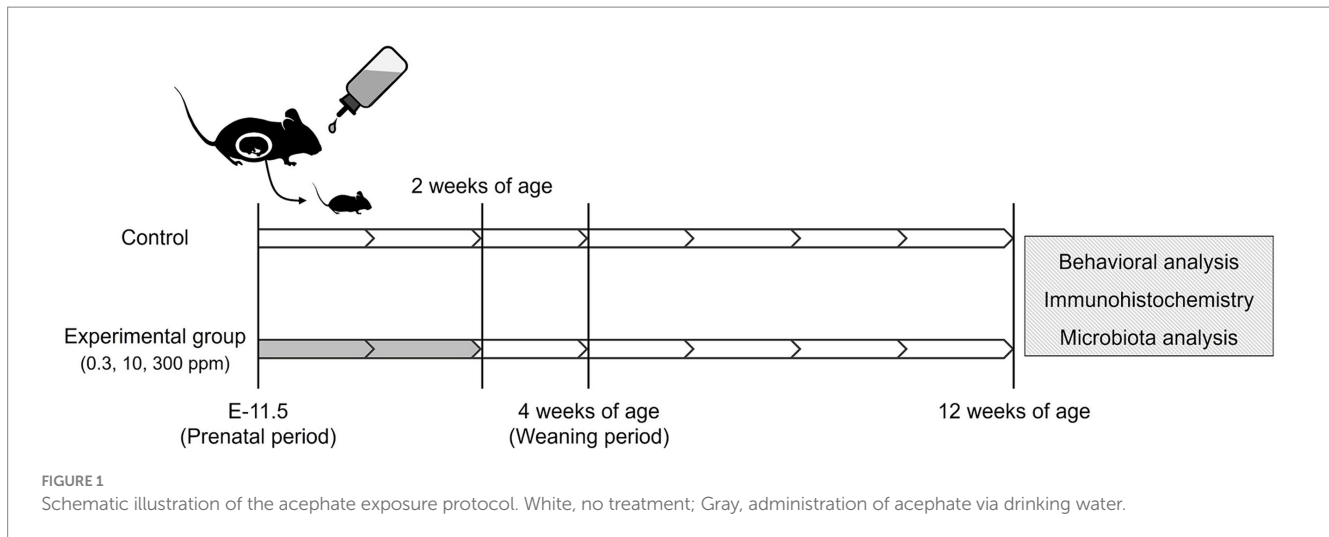 2 weeks of age
Control
Behavioral analysis
Immunohistochemistry
Microbiota analysis
Experimental group
(0.3, 10, 300 ppm)
E-11.5
(Prenatal period)
4 weeks of age
(Weaning period)
12 weeks of age
FIGURE 1
Schematic illustration of the acephate exposure protocol. White, no treatment; Gray, administration of acephate via drinking water.